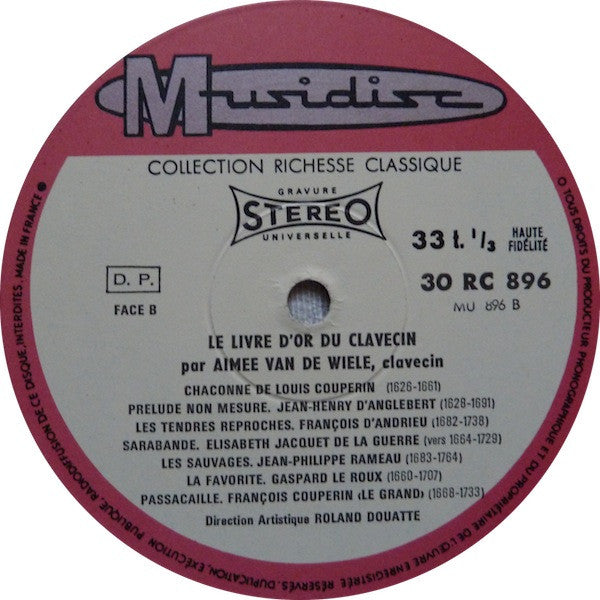 Musidisc
COLLECTION RICHESSE CLASSIQUE
GRAVURE
STEREO
UNIVERSELLE
33 t. 1/3
HAUTE
FIDÉLITÉ
D. P.
30 RC 896
FACE B
MU 896 B
LE LIVRE D'OR DU CLAVECIN
par AIMEE VAN DE WIELE, clavecin
CHACONNE DE LOUIS COUPERIN (1626-1661)
PRELUDE NON MESURE. JEAN-HENRY D'ANGLEBERT (1628-1691)
LES TENDRES REPROCHES. FRANÇOIS D'ANDRIEU (1682-1738)
SARABANDE. ELISABETH JACQUET DE LA GUERRE (vers 1664-1729)
LES SAUVAGES. JEAN-PHILIPPE RAMEAU (1683-1764)
LA FAVORITE. GASPARD LE ROUX (1660-1707)
PASSACAILLE. FRANÇOIS COUPERIN (LE GRAND) (1668-1733)
Direction Artistique ROLAND DOUATTE
TOUS DROITS DU PRODUCTEUR PHONOGRAPHIQUE ET DU PROPRIÉTAIRE DE L'ŒUVRE ENREGISTRÉE RÉSERVÉS. DUPLICATION, EXÉCUTION PUBLIQUE, RADIODIFFUSION DE CE DISQUE, INTERDITES. MADE IN FRANCE